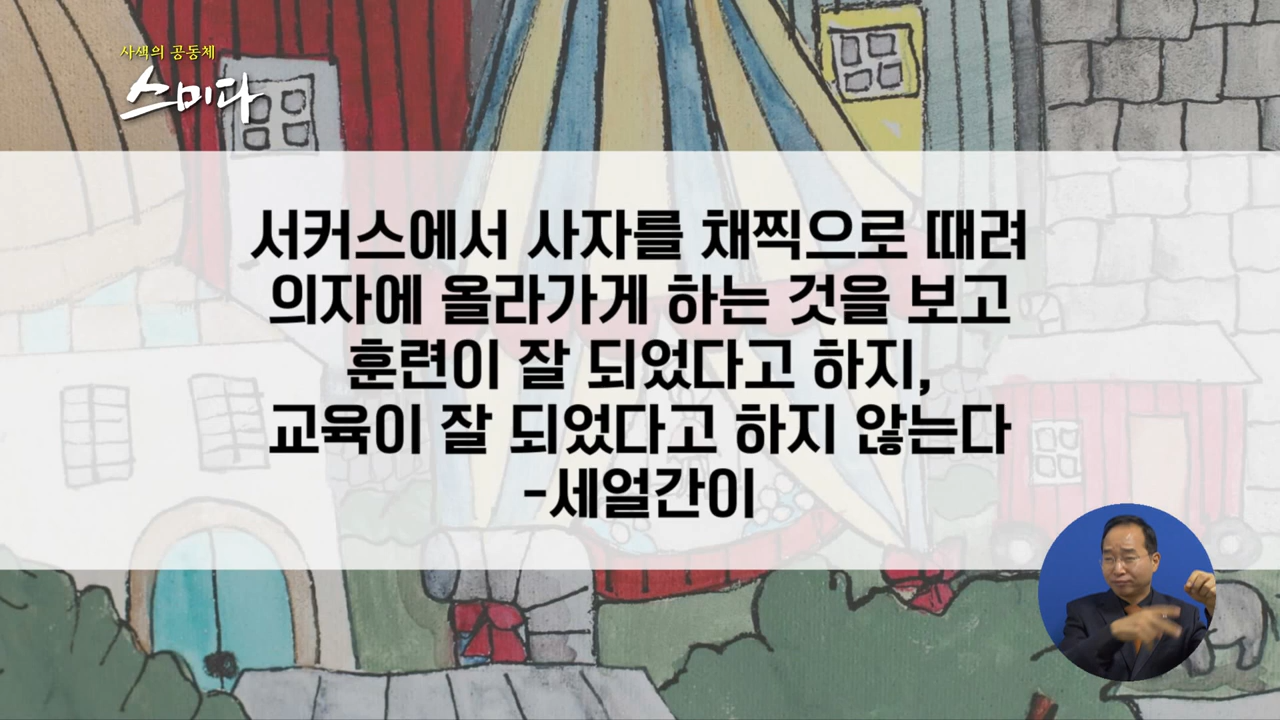 사색의 공동체
스미다
서커스에서 사자를 채찍으로 때려
의자에 올라가게 하는 것을 보고
훈련이 잘 되었다고 하지,
교육이 잘 되었다고 하지 않는다
-세얼간이